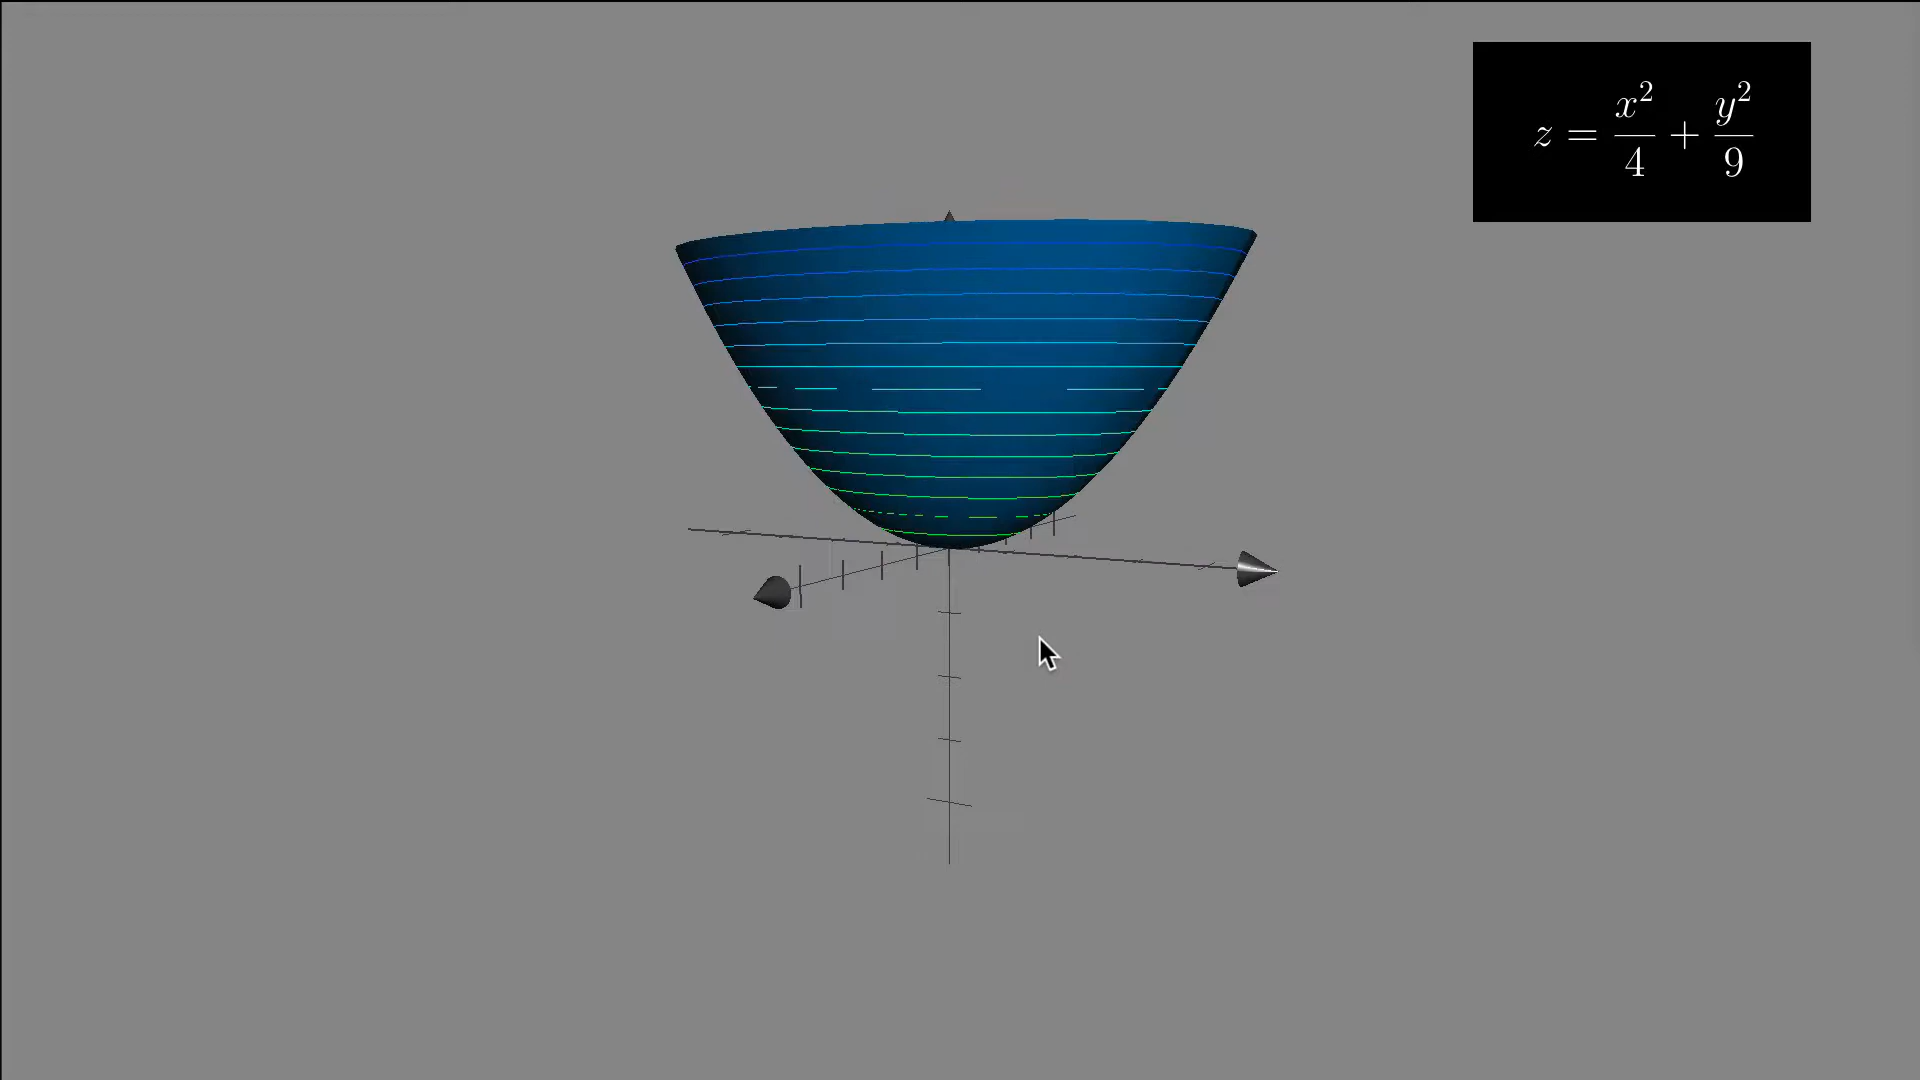 z = x²/4 + y²/9